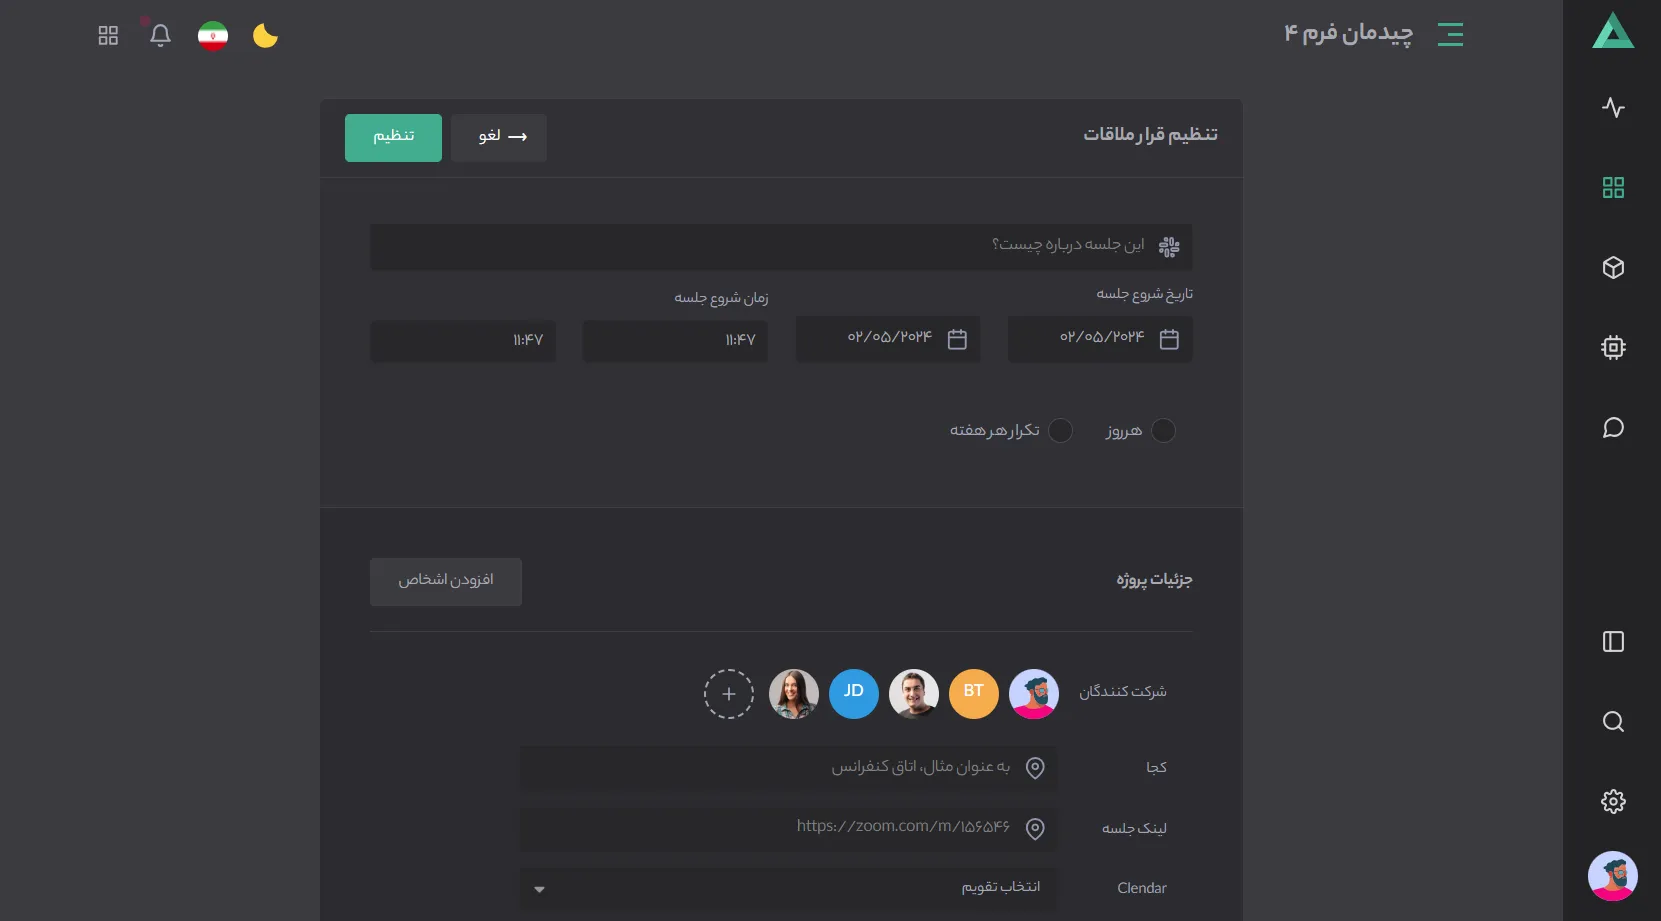 چیدمان فرم ۴
تنظیم قرار ملاقات
لغو
تنظیم
این جلسه درباره چیست؟
تاریخ شروع جلسه
زمان شروع جلسه
۰۲/۰۵/۲۰۲۴
۰۲/۰۵/۲۰۲۴
۱۱:۴۷
۱۱:۴۷
هرروز
تکرار هر هفته
جزئیات پروژه
افزودن اشخاص
شرکت کنندگان
BT
JD
کجا
به عنوان مثال، اتاق کنفرانس
لینک جلسه
https://zoom.com/m/۱۵۶۵۴۶
Clendar
انتخاب تقویم